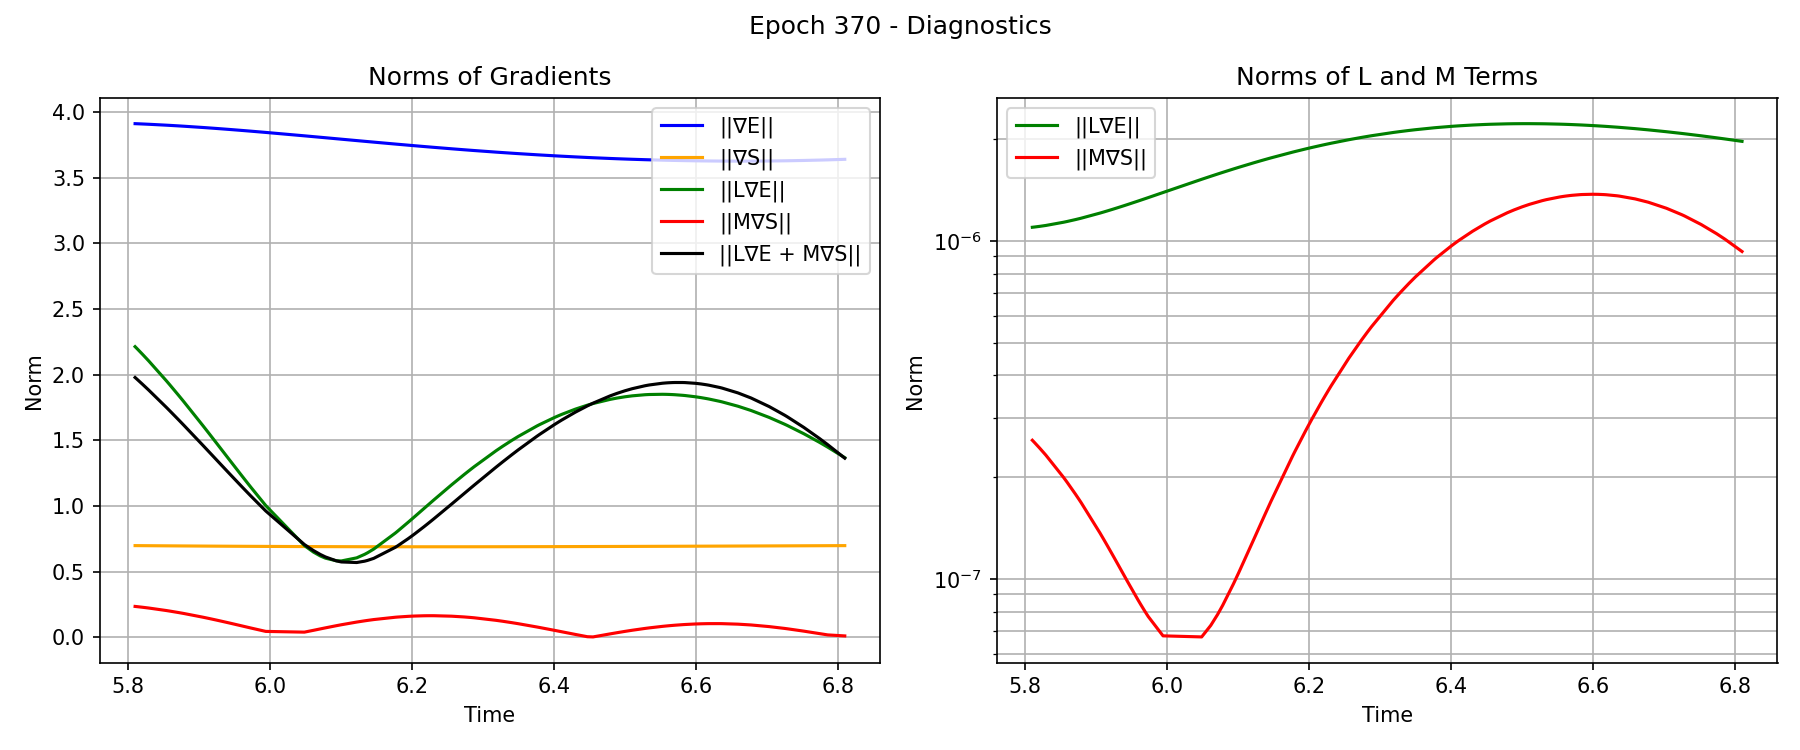 Epoch 370 - Diagnostics
Norms of Gradients
4.0
3.5
3.0
2.5
2.0
1.5
1.0
0.5
0.0
Norm
5.8 6.0 6.2 6.4 6.6 6.8
Time
||∇E||
||∇S||
||L∇E||
||M∇S||
||L∇E + M∇S||
Norms of L and M Terms
10⁻⁶
10⁻⁷
Norm
5.8 6.0 6.2 6.4 6.6 6.8
Time
||L∇E||
||M∇S||